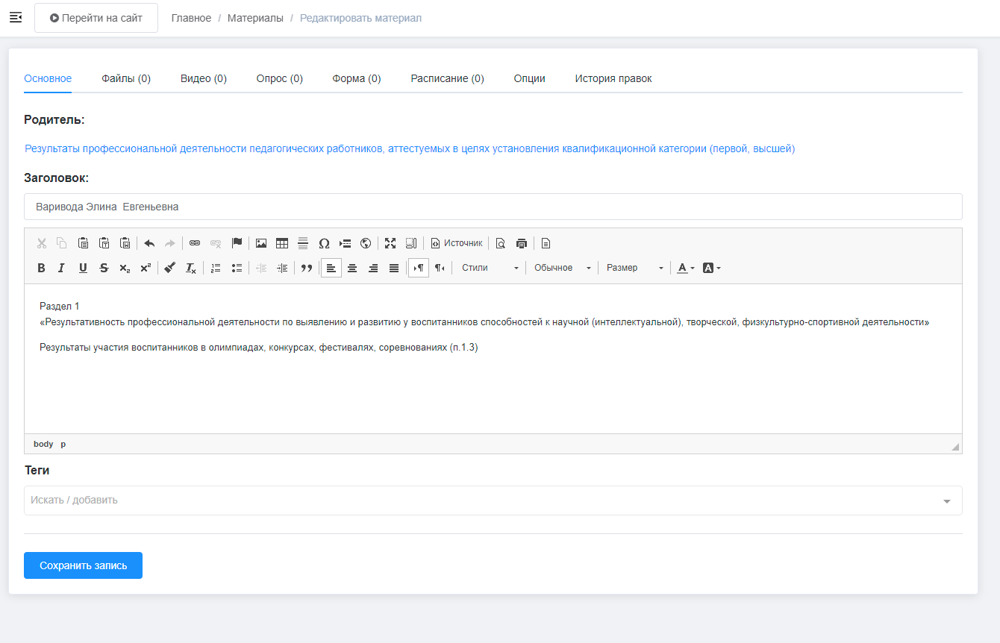 Перейти на сайт Главное / Материалы / Редактировать материал
Основное Файлы (0) Видео (0) Опрос (0) Форма (0) Расписание (0) Опции История правок
Родитель:
Результаты профессиональной деятельности педагогических работников, аттестуемых в целях установления квалификационной категории (первой, высшей)
Заголовок:
Варивода Элина  Евгеньевна
Источник
Стили Обычное Размер
Раздел 1
«Результативность профессиональной деятельности по выявлению и развитию у воспитанников способностей к научной (интеллектуальной), творческой, физкультурно-спортивной деятельности»
Результаты участия воспитанников в олимпиадах, конкурсах, фестивалях, соревнованиях (п.1.3)
body p
Теги
Искать / добавить
Сохранить запись